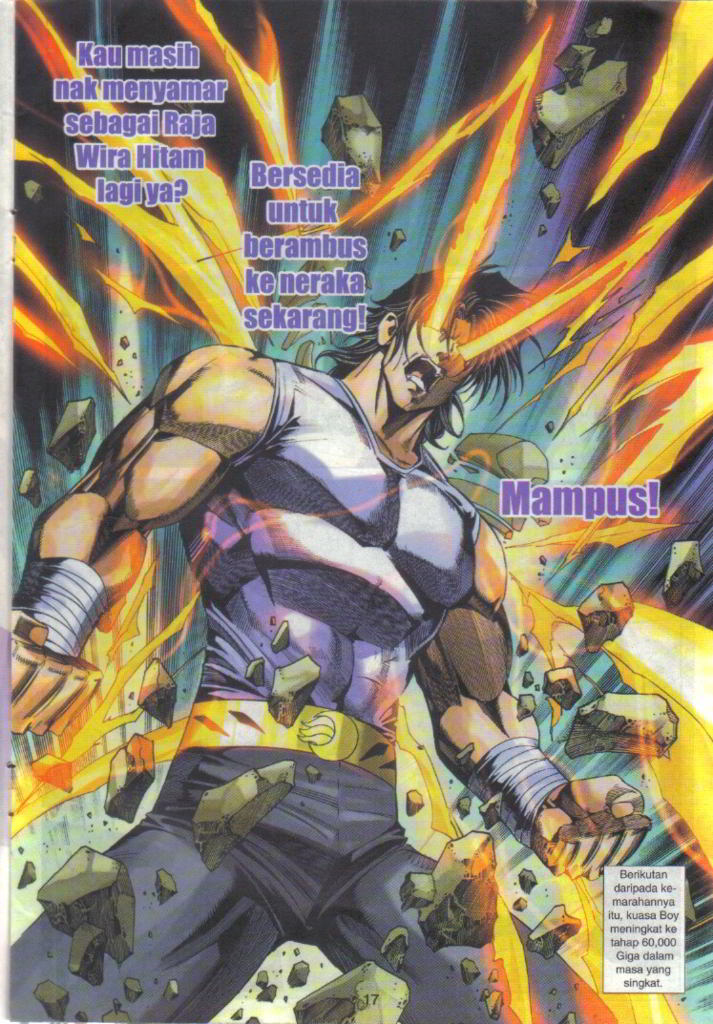 Kau masih
nak menyamar
sebagai Raja
Wira Hitam
lagi ya?
Bersedia
untuk
berambus
ke neraka
sekarang!
Mampus!
Berikutan
daripada ke-
marahannya
itu, kuasa Boy
meningkat ke
tahap 60,000
Giga dalam
masa yang
singkat.
17